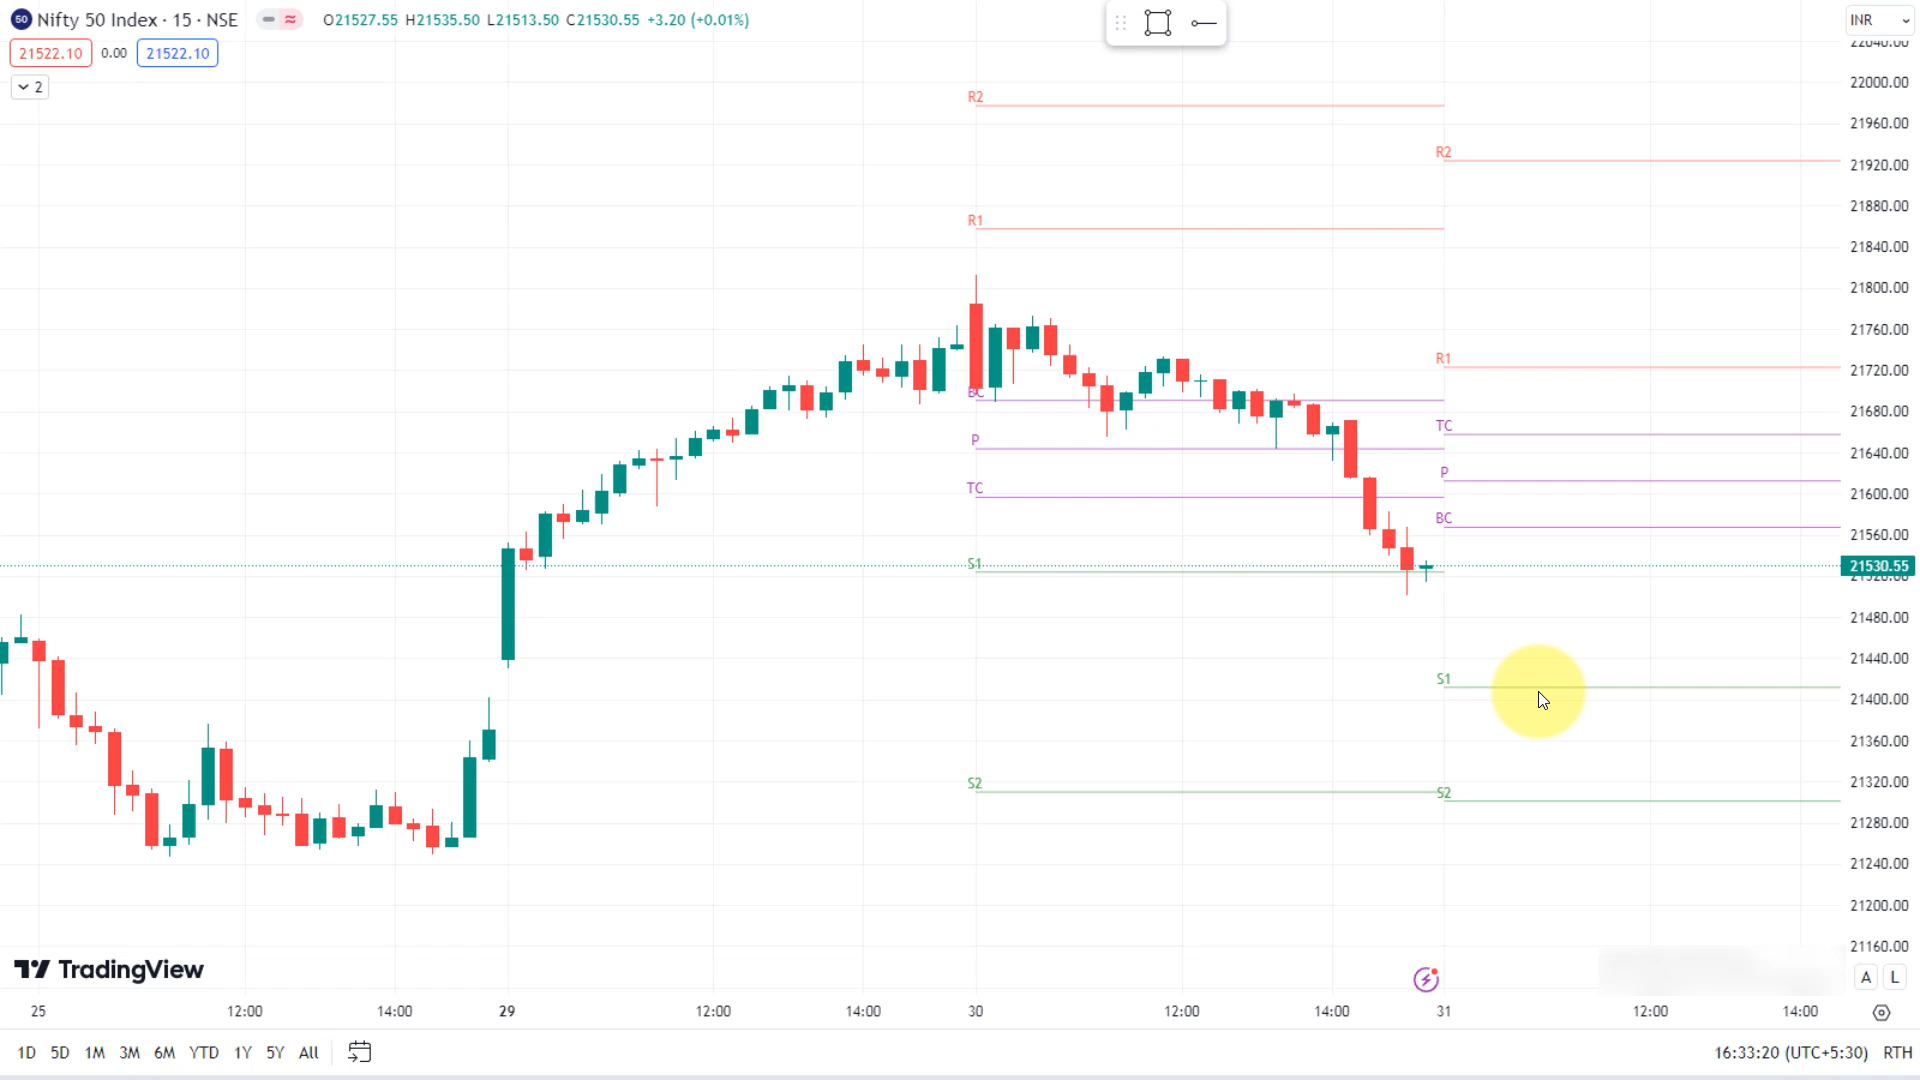 50 Nifty 50 Index · 15 · NSE O21527.55 H21535.50 L21513.50 C21530.55 +3.20 (+0.01%)
21522.10 0.00 21522.10
2
INR
22040.00
22000.00
21960.00
21920.00
21880.00
21840.00
21800.00
21760.00
21720.00
21680.00
21640.00
21600.00
21560.00
21530.55
21520.00
21480.00
21440.00
21400.00
21360.00
21320.00
21280.00
21240.00
21200.00
21160.00
R2
R1
BC
P
TC
S1
S2
R2
R1
TC
P
BC
S1
S2
TradingView
A L
25 12:00 14:00 29 12:00 14:00 30 12:00 14:00 31 12:00 14:00
1D 5D 1M 3M 6M YTD 1Y 5Y All 16:33:20 (UTC+5:30) RTH